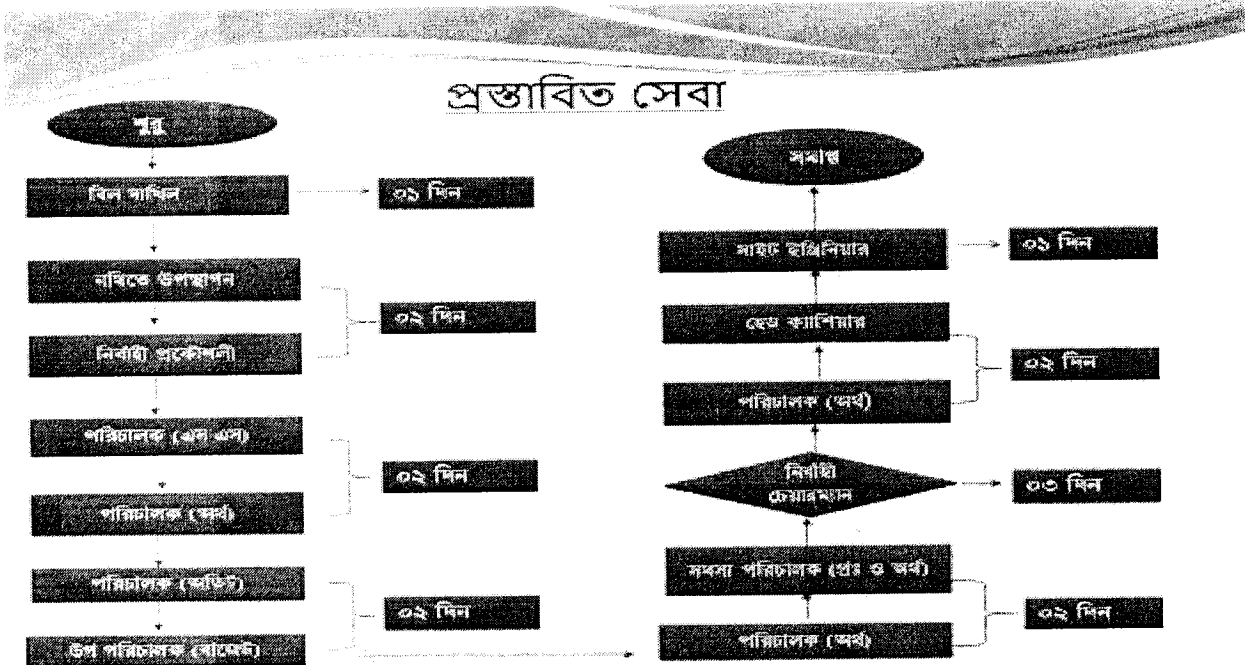 প্রস্তাবিত সেবা
শুরু
বিল দাখিল
০১ দিন
নথিতে উপস্থাপন
নির্বাহী প্রকৌশলী
০২ দিন
পরিচালক (এম এস)
পরিচালক (অর্থ)
০২ দিন
পরিচালক (অডিট)
উপ পরিচালক (বাজেট)
০২ দিন
পরিচালক (অর্থ)
সদস্য পরিচালক (প্রঃ ও অর্থ)
০২ দিন
নির্বাহী
চেয়ারম্যান
০৩ দিন
পরিচালক (অর্থ)
হেড ক্যাশিয়ার
০২ দিন
সাইট ইঞ্জিনিয়ার
০১ দিন
সমাপ্ত